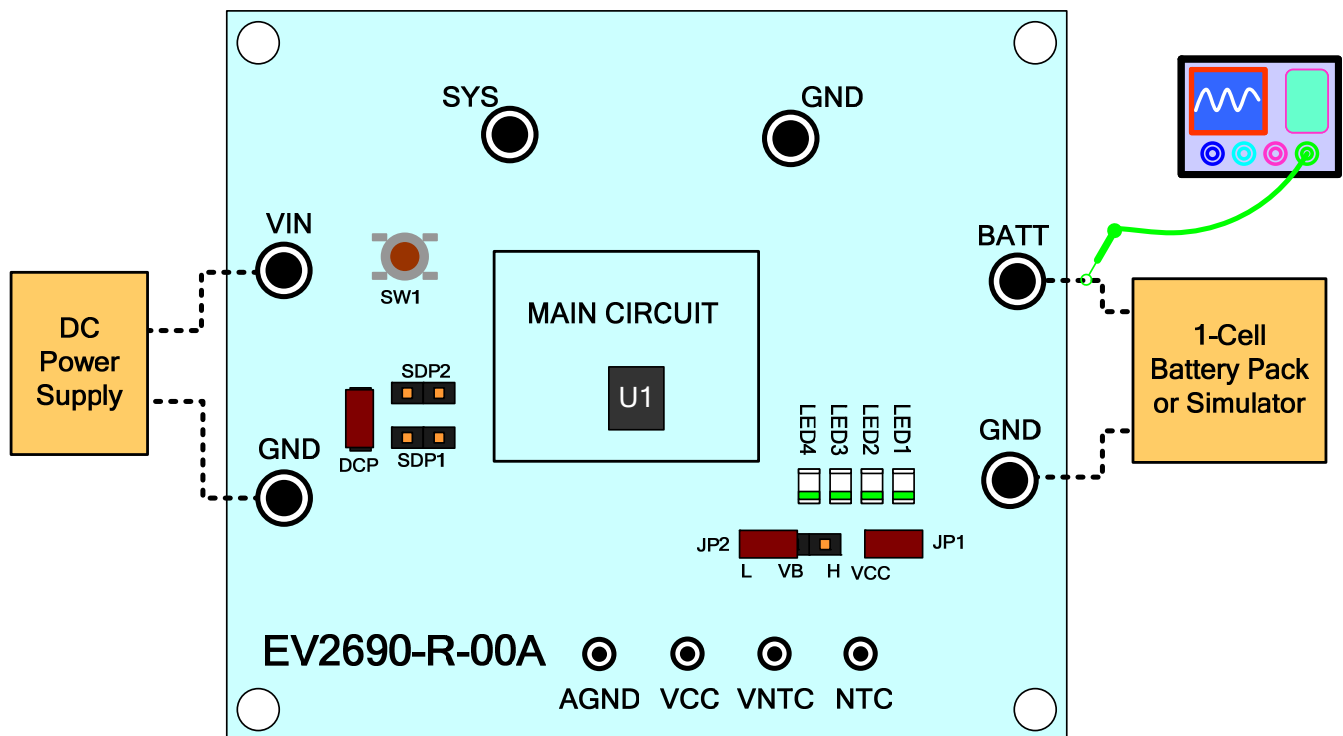 SYS
GND
VIN
SW1
BATT
MAIN CIRCUIT
U1
DC
Power
Supply
1-Cell
Battery Pack
or Simulator
SDP2
SDP1
DCP
GND
GND
LED4
LED3
LED2
LED1
JP2
JP1
L
VB
H
VCC
EV2690-R-00A
AGND
VCC
VNTC
NTC